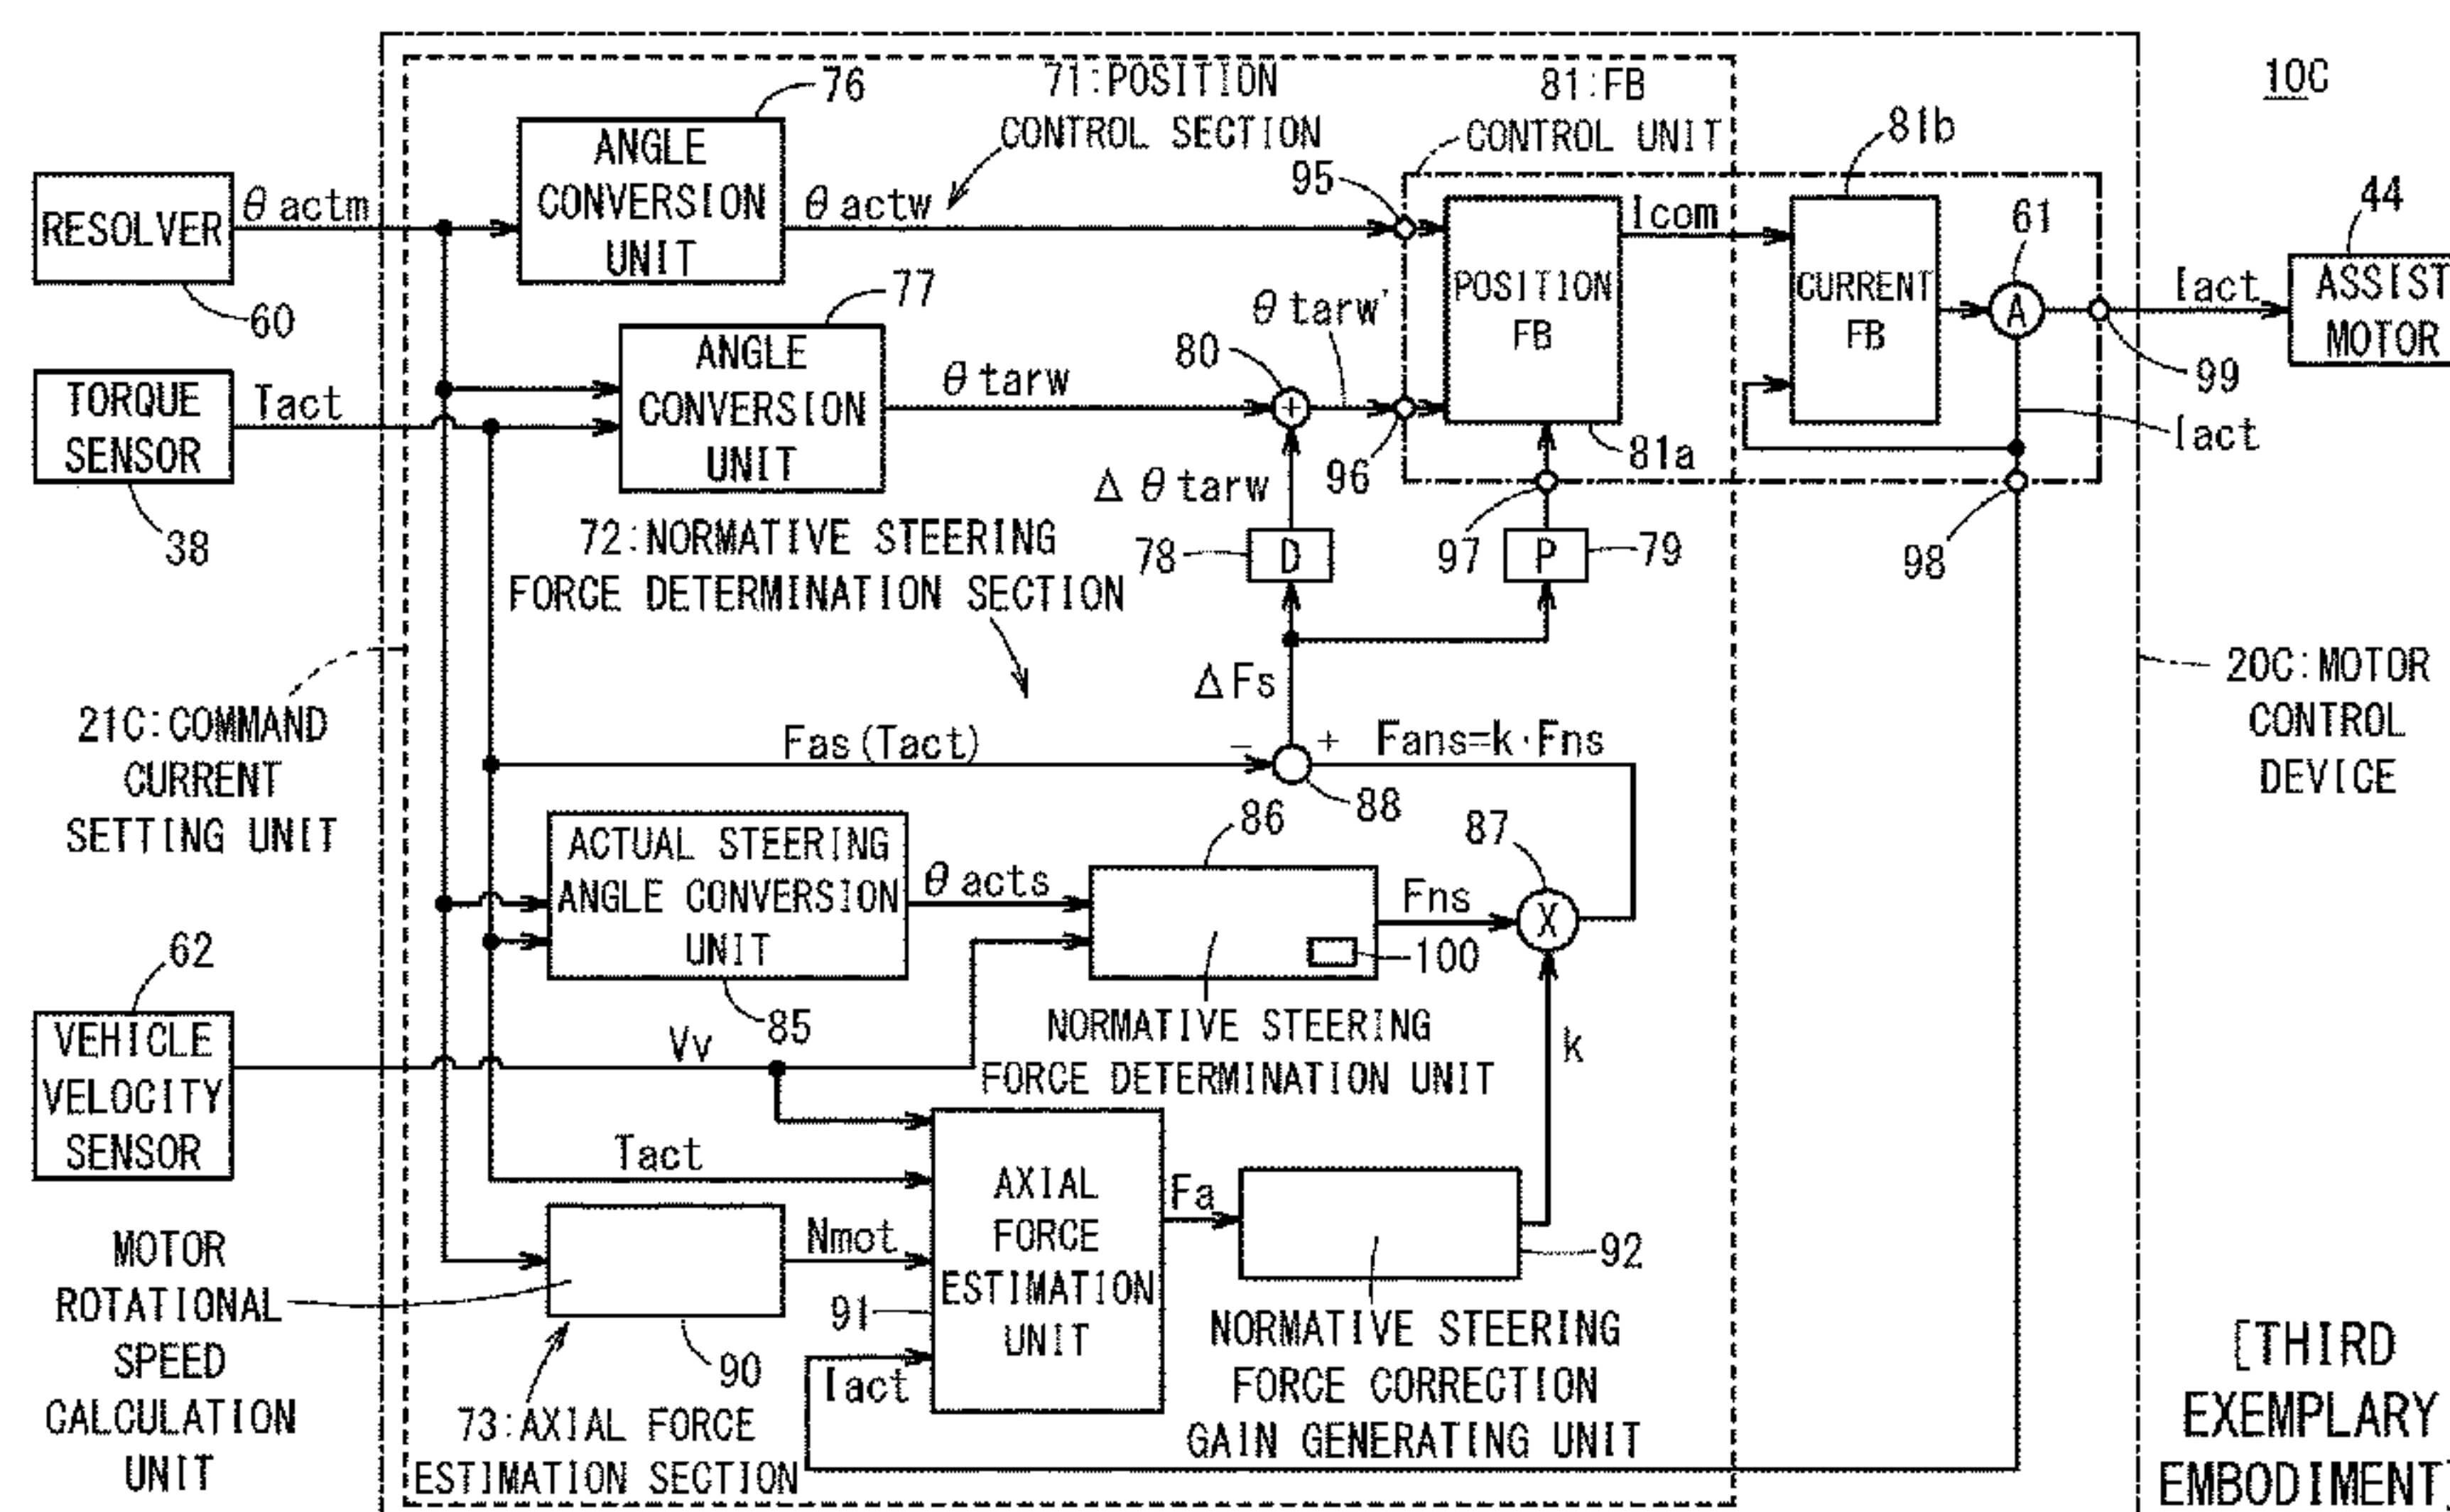 10C
76
71:POSITION
CONTROL SECTION
81:FB
CONTROL UNIT
81b
ANGLE
CONVERSION
UNIT
95
61
44
RESOLVER
θactm
θactw
Icom
60
77
POSITION
FB
CURRENT
FB
A
Iact
ASSIST
MOTOR
TORQUE
SENSOR
Tact
ANGLE
CONVERSION
UNIT
θtarw
80
+
θtarw'
99
38
96
81a
Iact
Δθtarw
72:NORMATIVE STEERING
FORCE DETERMINATION SECTION
78
D
97
P
79
98
ΔFs
20C:MOTOR
CONTROL
DEVICE
21C:COMMAND
CURRENT
SETTING UNIT
Fas(Tact)
-
+
Fans=k·Fns
88
86
87
ACTUAL STEERING
ANGLE CONVERSION
UNIT
θacts
Fns
X
100
62
85
VEHICLE
VELOCITY
SENSOR
Vv
NORMATIVE STEERING
FORCE DETERMINATION UNIT
k
Tact
AXIAL
FORCE
ESTIMATION
UNIT
Fa
92
MOTOR
ROTATIONAL
SPEED
CALCULATION
UNIT
Nmot
91
90
Iact
NORMATIVE STEERING
FORCE CORRECTION
GAIN GENERATING UNIT
73:AXIAL FORCE
ESTIMATION SECTION
[THIRD
EXEMPLARY
EMBODIMENT]